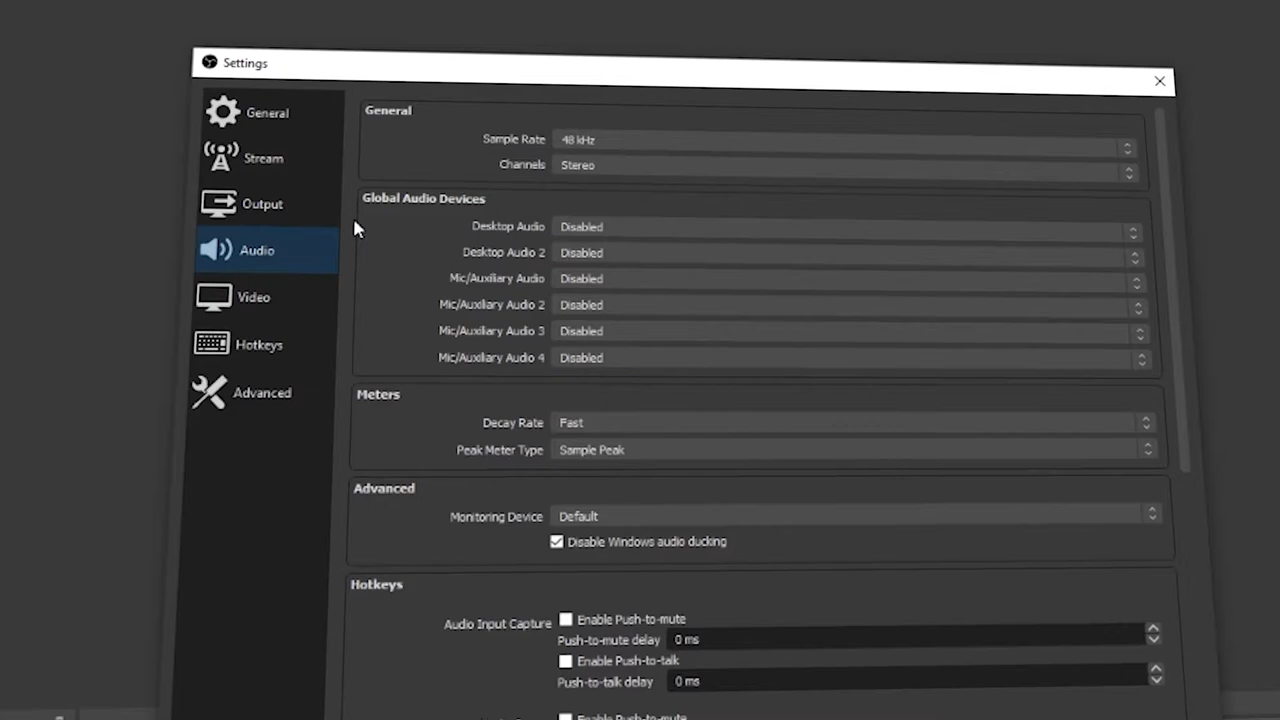 Settings
General
Stream
Output
Audio
Video
Hotkeys
Advanced
General
Sample Rate 48 kHz
Channels Stereo
Global Audio Devices
Desktop Audio Disabled
Desktop Audio 2 Disabled
Mic/Auxiliary Audio Disabled
Mic/Auxiliary Audio 2 Disabled
Mic/Auxiliary Audio 3 Disabled
Mic/Auxiliary Audio 4 Disabled
Meters
Decay Rate Fast
Peak Meter Type Sample Peak
Advanced
Monitoring Device Default
Disable Windows audio ducking
Hotkeys
Audio Input Capture Enable Push-to-mute
Push-to-mute delay 0 ms
Enable Push-to-talk
Push-to-talk delay 0 ms
Enable Push-to-mute